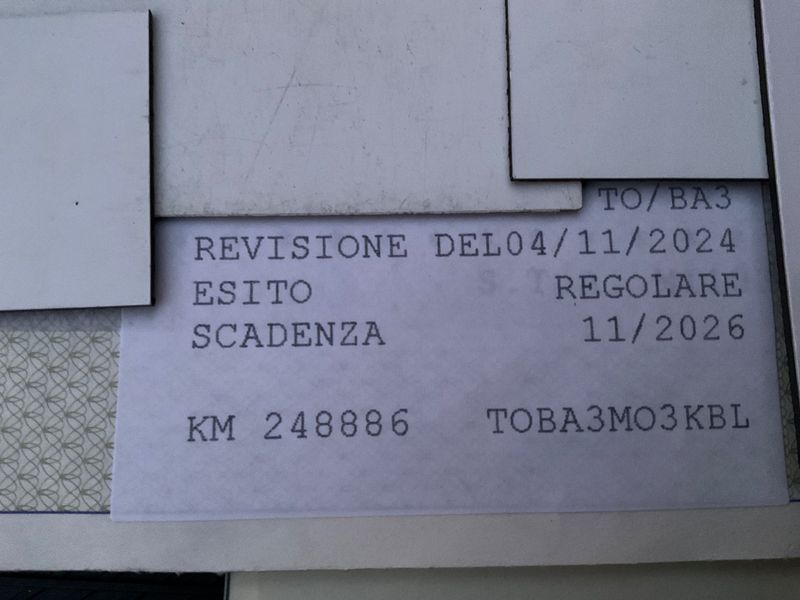 TO/BA3
REVISIONE DEL04/11/2024
ESITO REGOLARE
SCADENZA 11/2026
KM 248886 TOBA3MO3KBL